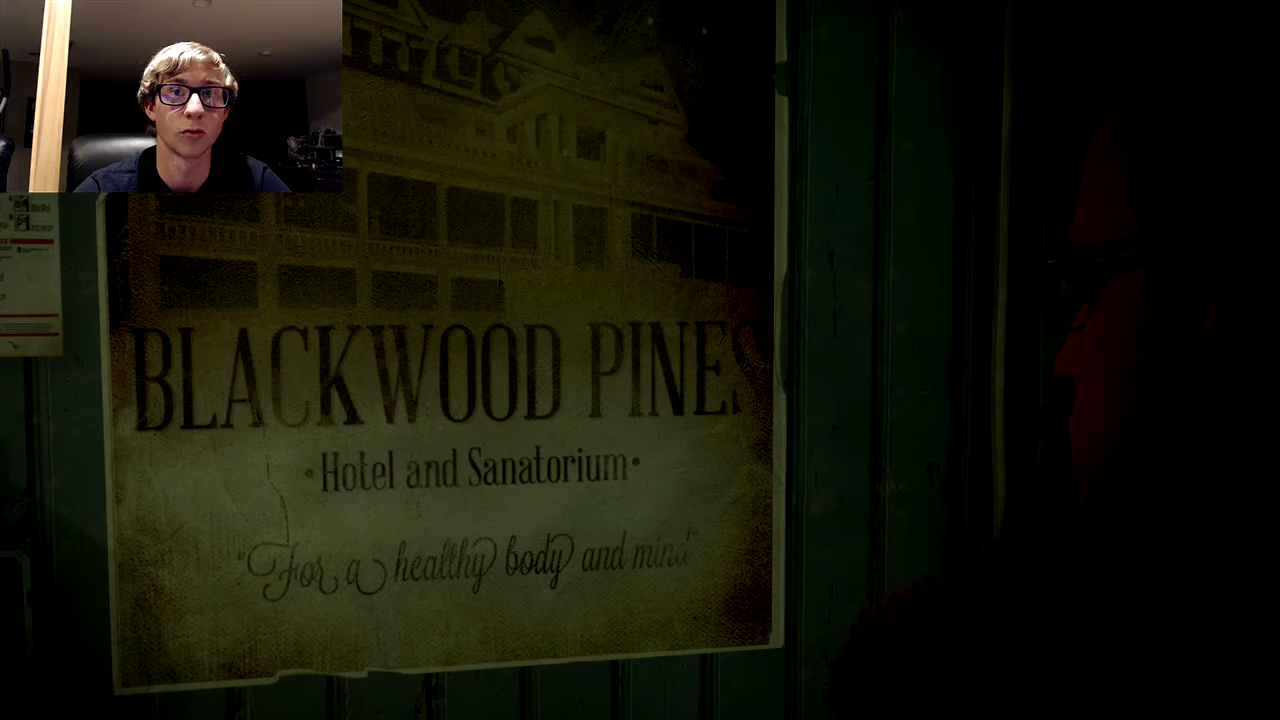 BLACKWOOD PINES
•Hotel and Sanatorium•
"For a healthy body and mind"